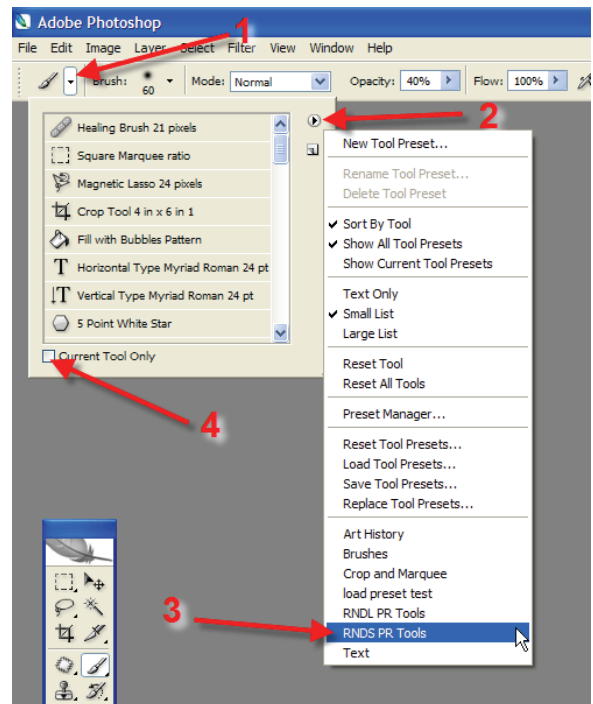 Adobe Photoshop
1
File Edit Image Layer Select Filter View Window Help
Brush: 60 Mode: Normal Opacity: 40% Flow: 100%
2
Healing Brush 21 pixels
Square Marquee ratio
Magnetic Lasso 24 pixels
Crop Tool 4 in x 6 in 1
Fill with Bubbles Pattern
T Horizontal Type Myriad Roman 24 pt
T Vertical Type Myriad Roman 24 pt
5 Point White Star
Current Tool Only
4
New Tool Preset...
Rename Tool Preset...
Delete Tool Preset
Sort By Tool
Show All Tool Presets
Show Current Tool Presets
Text Only
Small List
Large List
Reset Tool
Reset All Tools
Preset Manager...
Reset Tool Presets...
Load Tool Presets...
Save Tool Presets...
Replace Tool Presets...
Art History
Brushes
Crop and Marquee
load preset test
RNDL PR Tools
3
RNDS PR Tools
Text